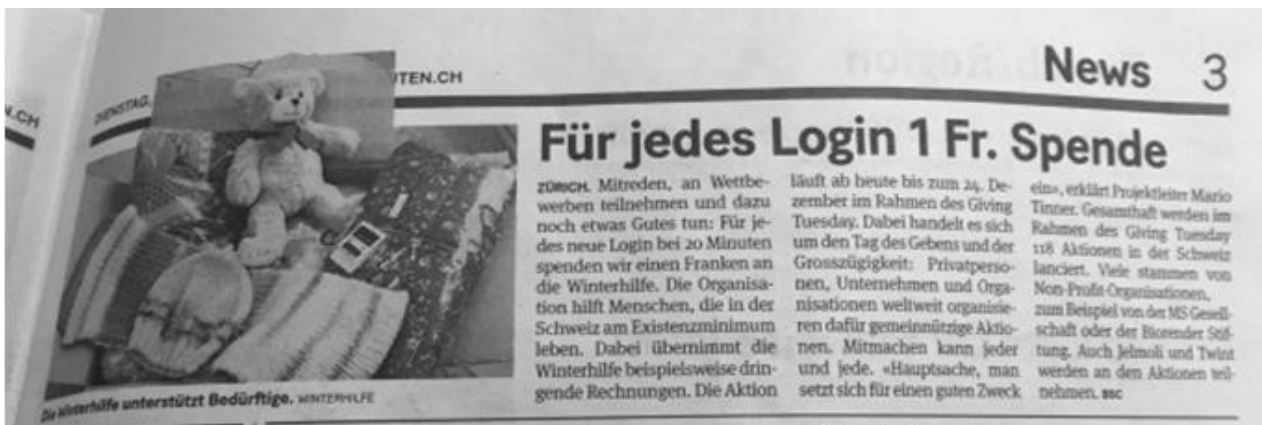 N.CH
DIENSTAG,
UTEN.CH
News 3
Für jedes Login 1 Fr. Spende
ZÜRICH. Mitreden, an Wettbe-
werben teilnehmen und dazu
noch etwas Gutes tun: Für je-
des neue Login bei 20 Minuten
spenden wir einen Franken an
die Winterhilfe. Die Organisa-
tion hilft Menschen, die in der
Schweiz am Existenzminimum
leben. Dabei übernimmt die
Winterhilfe beispielsweise drin-
gende Rechnungen. Die Aktion
läuft ab heute bis zum 24. De-
zember im Rahmen des Giving
Tuesday. Dabei handelt es sich
um den Tag des Gebens und der
Grosszügigkeit: Privatperso-
nen, Unternehmen und Orga-
nisationen weltweit organisie-
ren dafür gemeinnützige Aktio-
nen. Mitmachen kann jeder
und jede. «Hauptsache, man
setzt sich für einen guten Zweck
ein», erklärt Projektleiter Mario
Tinner. Gesamthaft werden im
Rahmen des Giving Tuesday
118 Aktionen in der Schweiz
lanciert. Viele stammen von
Non-Profit-Organisationen,
zum Beispiel von der MS Gesell-
schaft oder der Biorender Stif-
tung. Auch Jelmoli und Twint
werden an den Aktionen teil-
nehmen. BSC
Die Winterhilfe unterstützt Bedürftige. WINTERHILFE